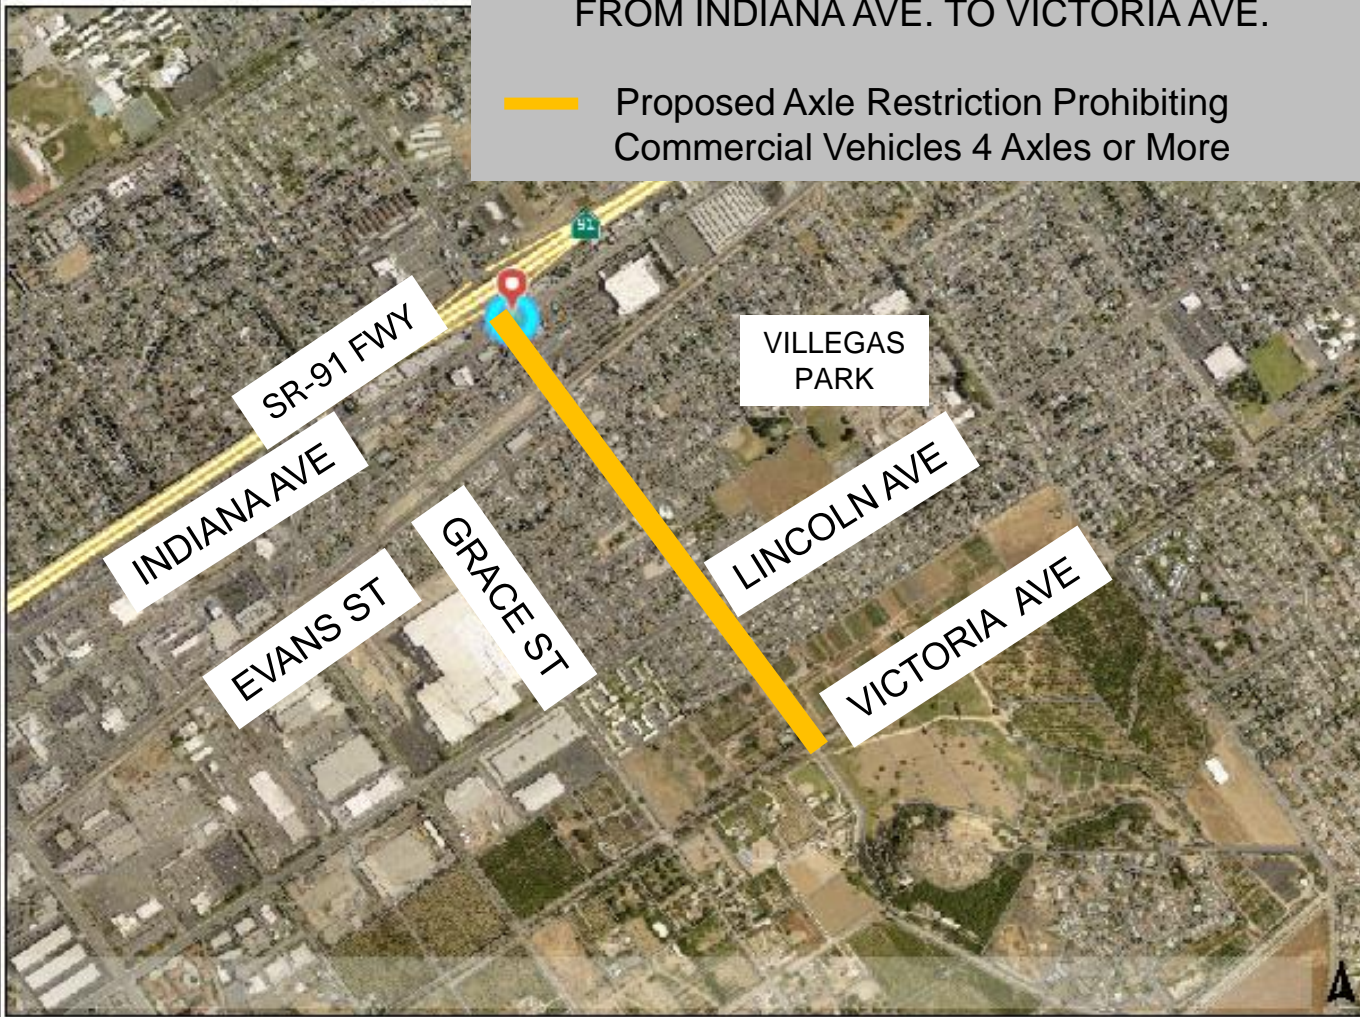 FROM INDIANA AVE. TO VICTORIA AVE.
Proposed Axle Restriction Prohibiting
Commercial Vehicles 4 Axles or More
91
SR-91 FWY
VILLEGAS
PARK
INDIANA AVE
LINCOLN AVE
GRACE ST
EVANS ST
VICTORIA AVE